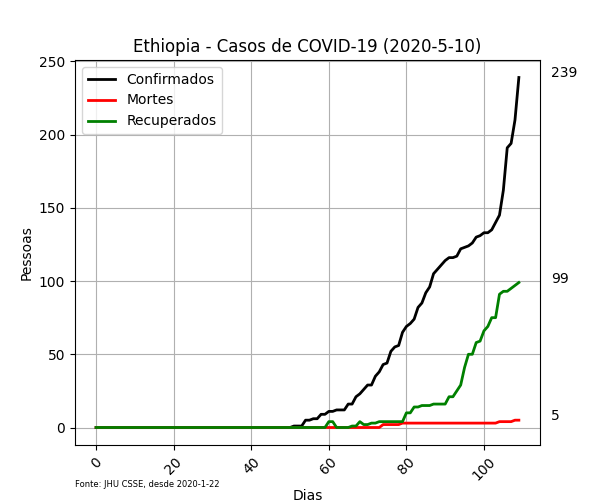 Ethiopia - Casos de COVID-19 (2020-5-10)
Confirmados
Mortes
Recuperados
Pessoas
250
200
150
100
50
0
239
99
5
0
20
40
60
80
100
Dias
Fonte: JHU CSSE, desde 2020-1-22